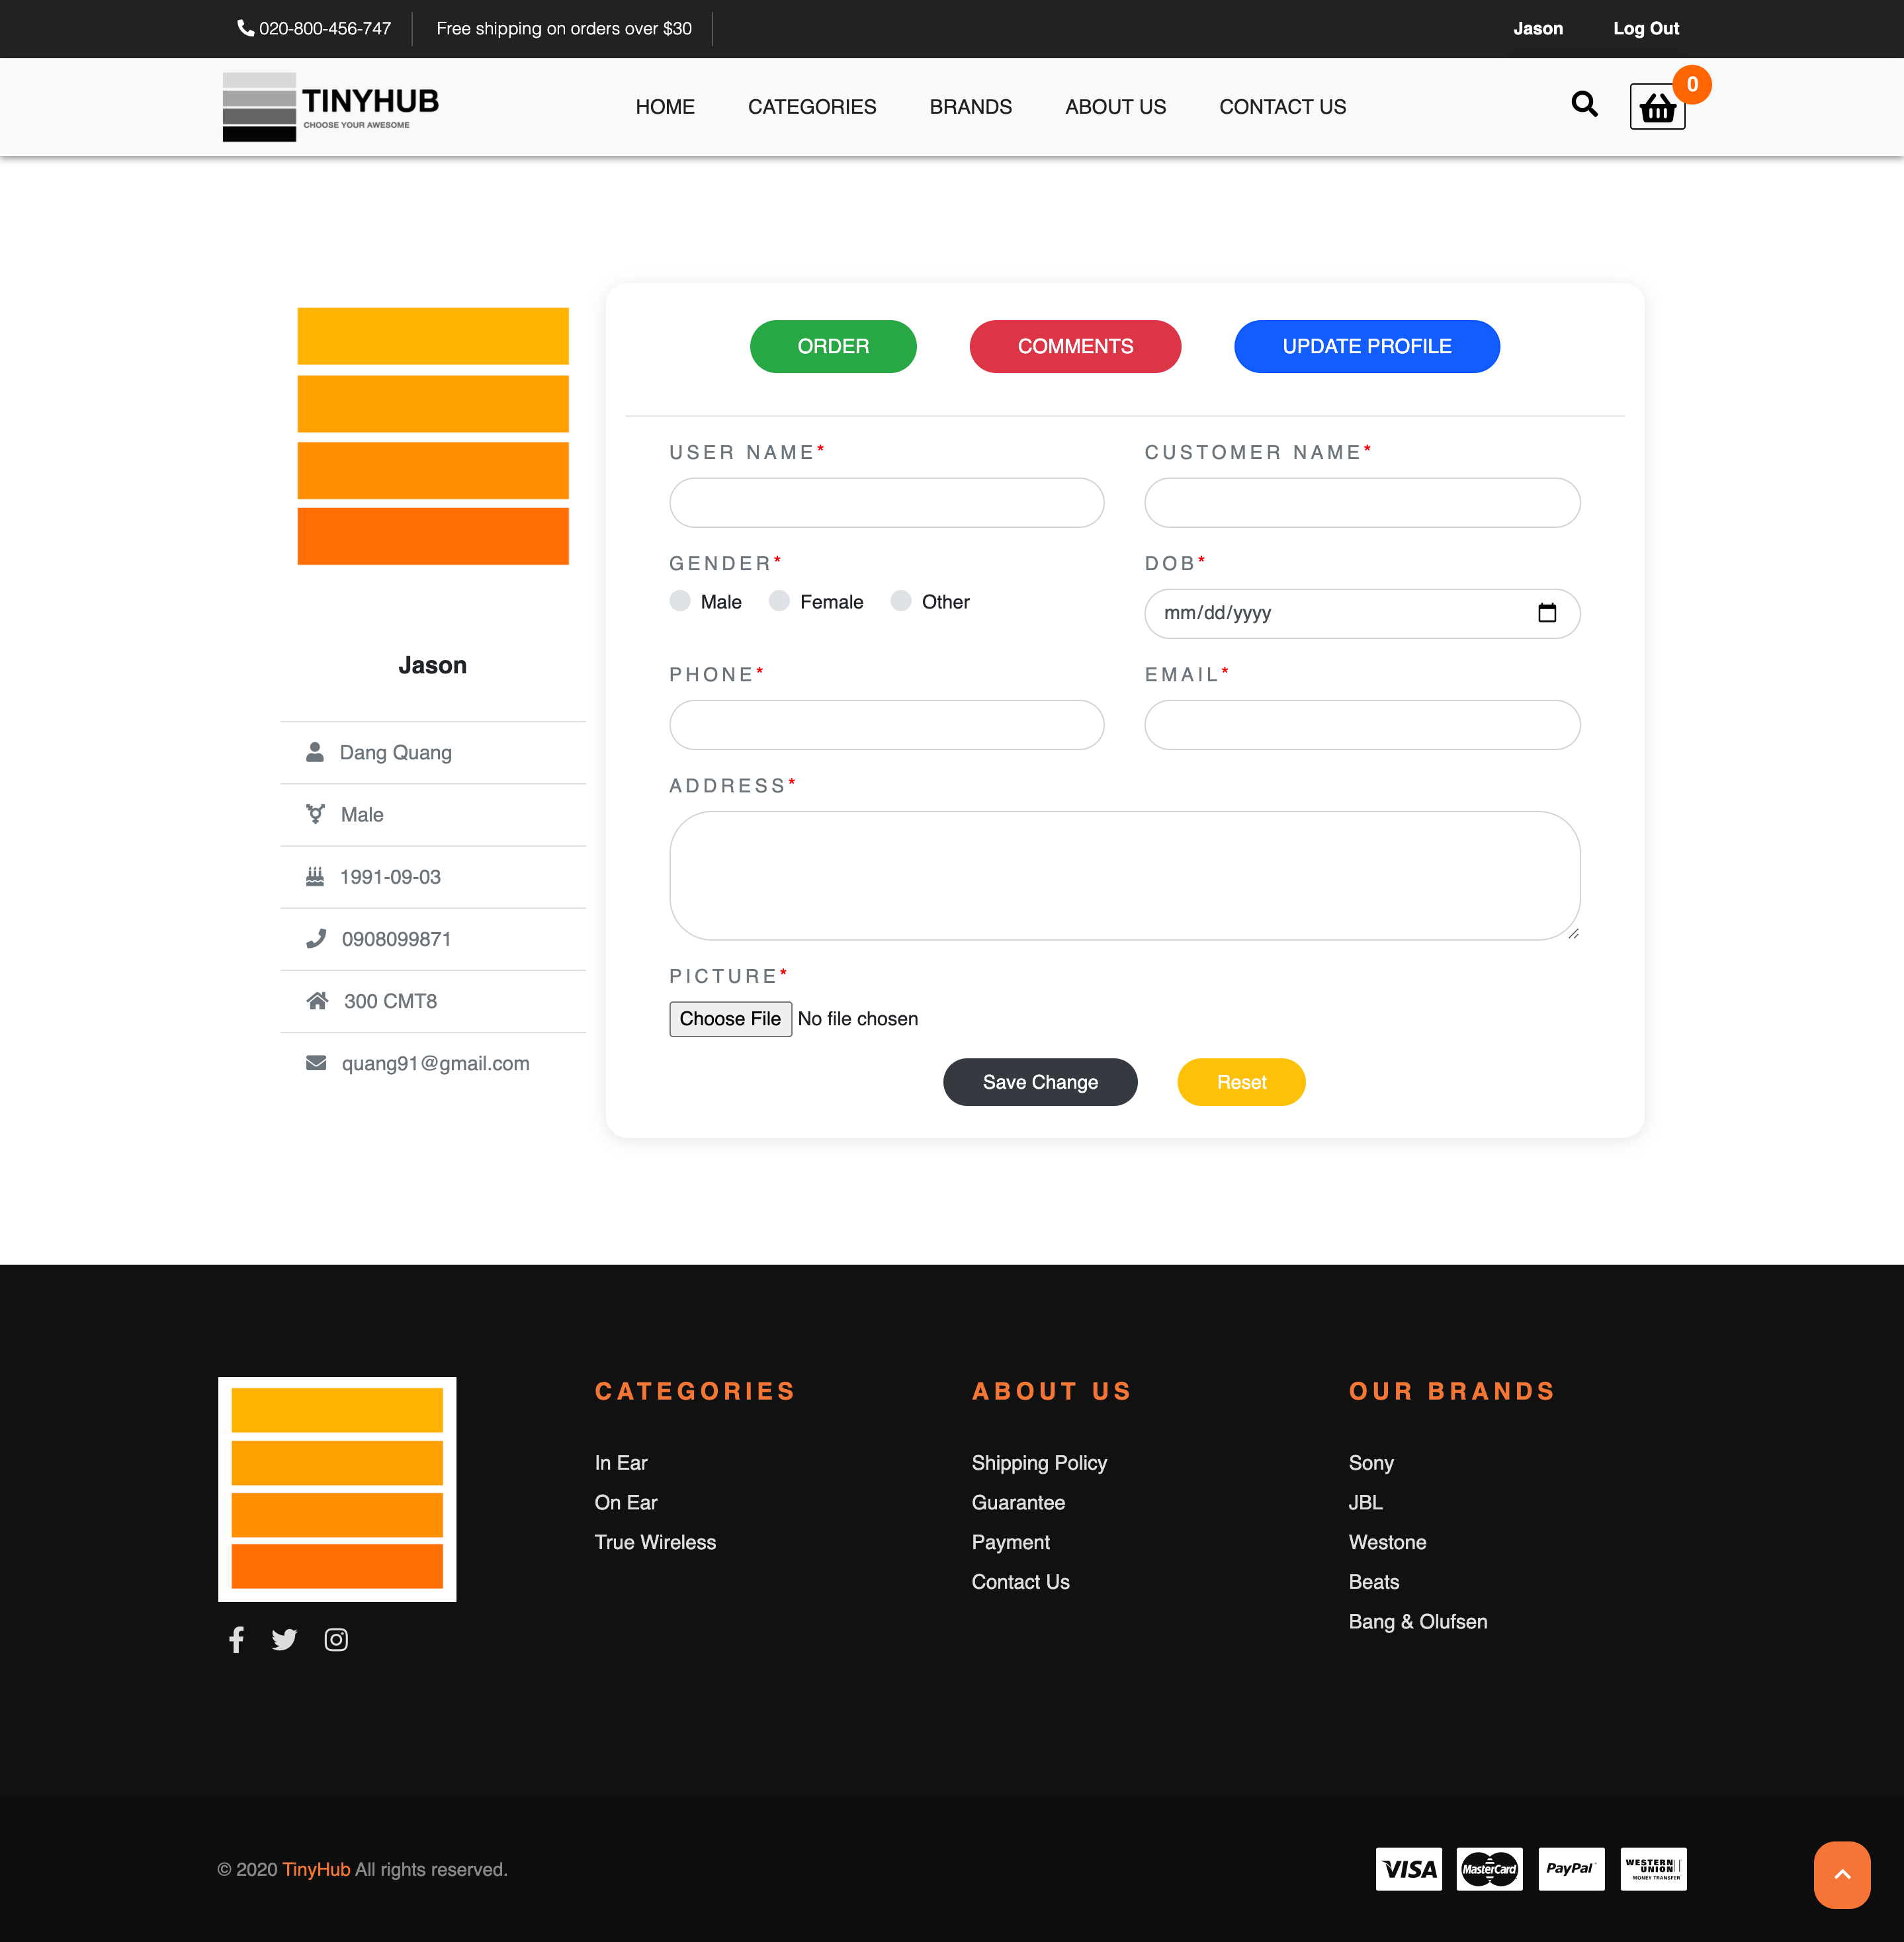 020-800-456-747 Free shipping on orders over $30 Jason Log Out
TINYHUB
CHOOSE YOUR AWESOME
HOME CATEGORIES BRANDS ABOUT US CONTACT US 0
ORDER COMMENTS UPDATE PROFILE
USER NAME* CUSTOMER NAME*
GENDER* DOB*
Male Female Other mm/dd/yyyy
PHONE* EMAIL*
ADDRESS*
PICTURE*
Choose File No file chosen
Save Change Reset
Jason
Dang Quang
Male
1991-09-03
0908099871
300 CMT8
quang91@gmail.com
CATEGORIES
In Ear
On Ear
True Wireless
ABOUT US
Shipping Policy
Guarantee
Payment
Contact Us
OUR BRANDS
Sony
JBL
Westone
Beats
Bang & Olufsen
© 2020 TinyHub All rights reserved.
VISA MasterCard PayPal WESTERN UNION MONEY TRANSFER